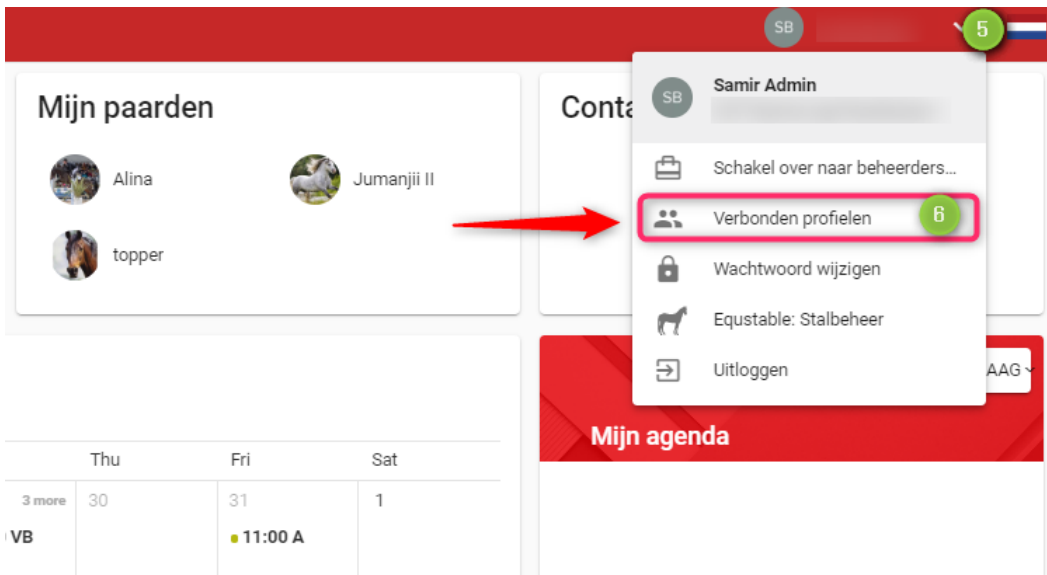 SB
5
Mijn paarden
Alina
Jumanjii II
topper
Conta
SB
Samir Admin
Schakel over naar beheerders...
Verbonden profielen
6
Wachtwoord wijzigen
Equstable: Stalbeheer
Uitloggen
AAG
Mijn agenda
Thu
Fri
Sat
3 more
30
31
1
VB
11:00 A